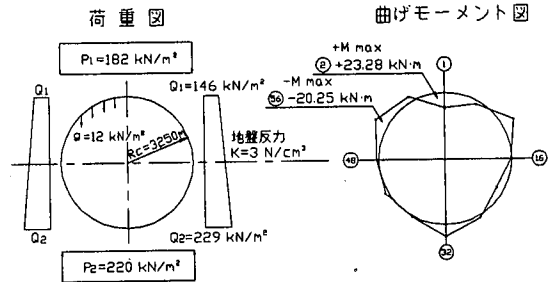 荷重図
曲げモーメント図
P1=182 kN/m²
Q1
Q1=146 kN/m²
g=12 kN/m²
Rc=3250M
地盤反力
K=3 N/cm³
Q2
Q2=229 kN/m²
P2=220 kN/m²
+M max
② +23.28 kN·m
-M max
56 -20.25 kN·m
①
48
16
32